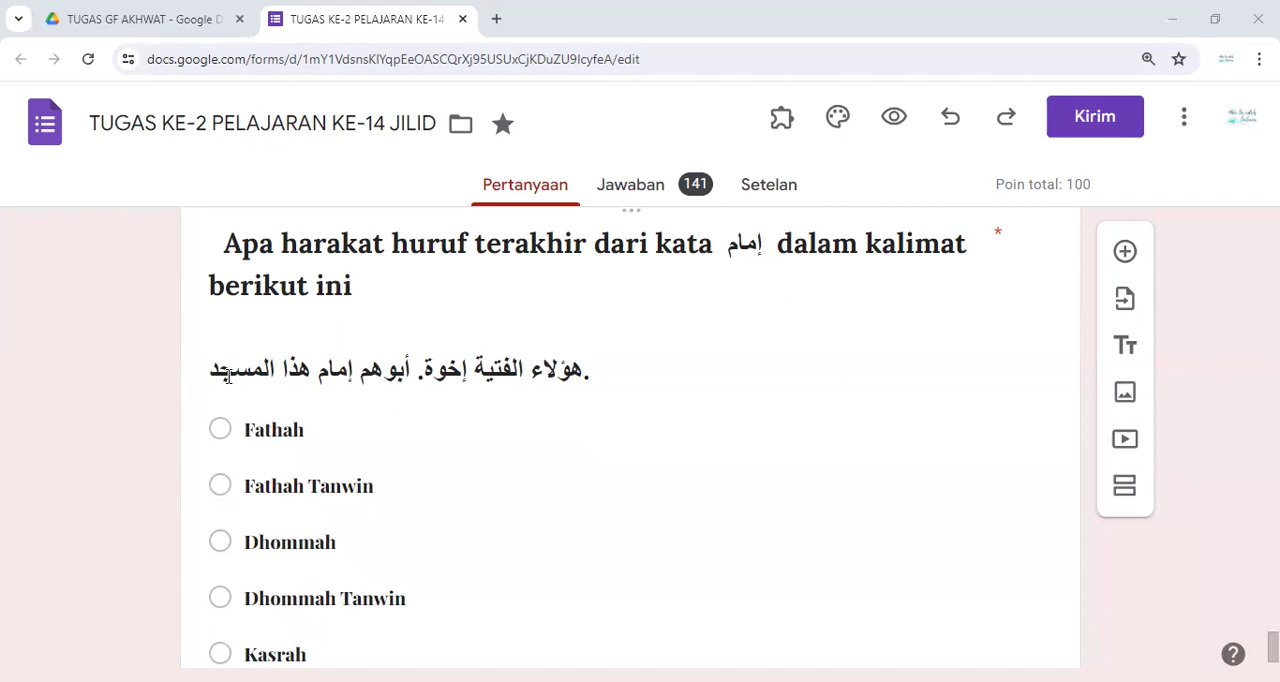 TUGAS GF AKHWAT - Google D
TUGAS KE-2 PELAJARAN KE-14
docs.google.com/forms/d/1mY1VdsnsKlYqpEeOASCQrXj95USUxCjKDuZU9IcyfeA/edit
TUGAS KE-2 PELAJARAN KE-14 JILID
Kirim
Pertanyaan
Jawaban
141
Setelan
Poin total: 100
Apa harakat huruf terakhir dari kata إمام dalam kalimat *
berikut ini
هؤلاء الفتية إخوة. أبوهم إمام هذا المسجد.
Fathah
Fathah Tanwin
Dhommah
Dhommah Tanwin
Kasrah